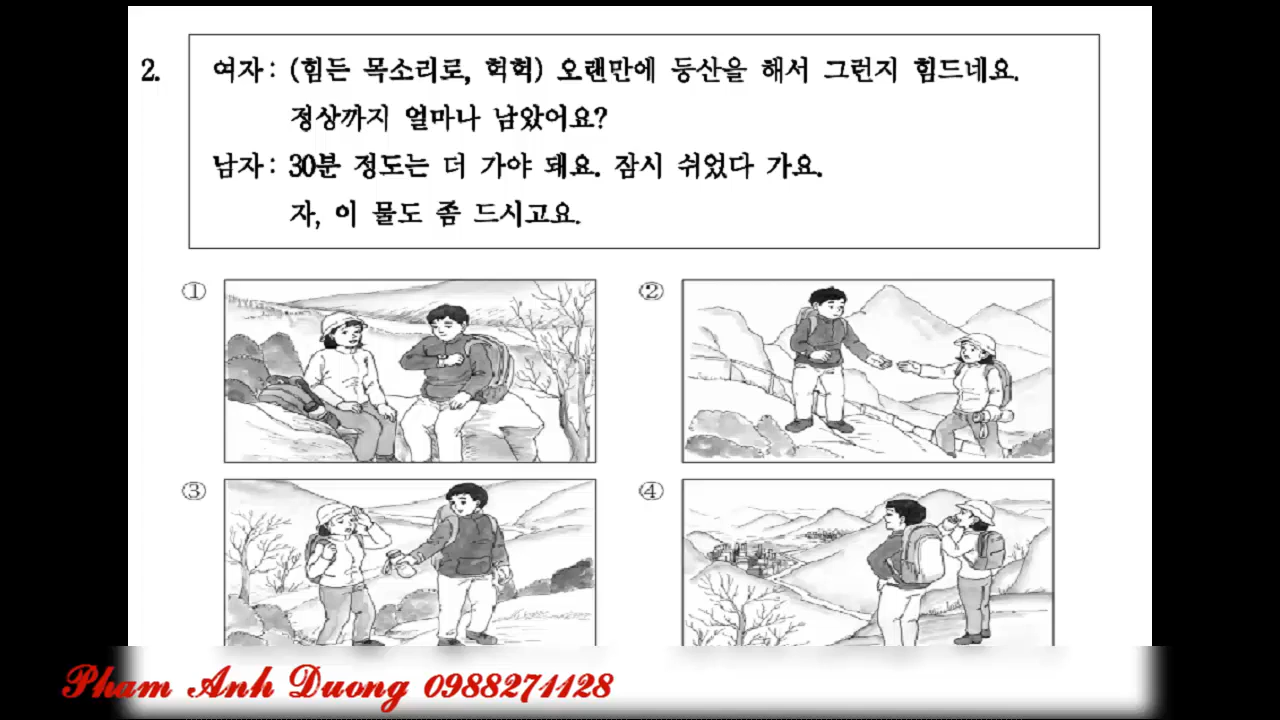 2. 여자 : (힘든 목소리로, 헉헉) 오랜만에 등산을 해서 그런지 힘드네요.
정상까지 얼마나 남았어요?
남자 : 30분 정도는 더 가야 돼요. 잠시 쉬었다 가요.
자, 이 물도 좀 드시고요.
① ②
③ ④
Pham Anh Duong 0988271128